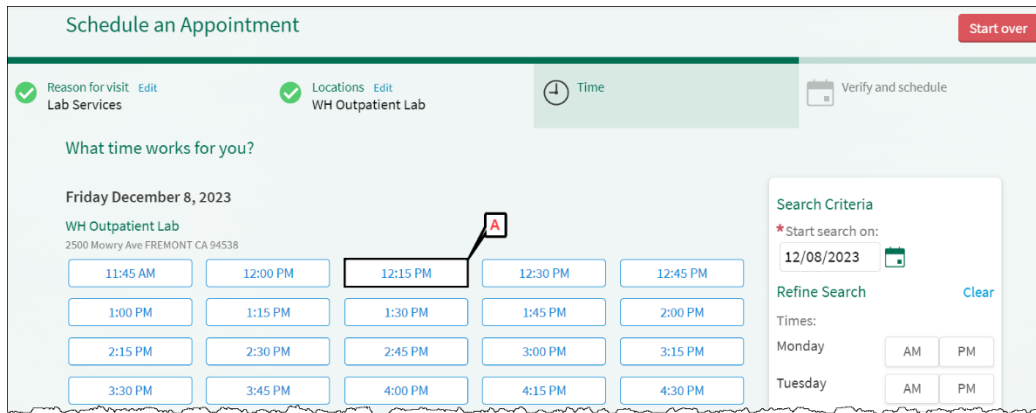 Schedule an Appointment
Start over
Reason for visit Edit
Lab Services
Locations Edit
WH Outpatient Lab
Time
Verify and schedule
What time works for you?
Friday December 8, 2023
WH Outpatient Lab
2500 Mowry Ave FREMONT CA 94538
A
11:45 AM 12:00 PM 12:15 PM 12:30 PM 12:45 PM
1:00 PM 1:15 PM 1:30 PM 1:45 PM 2:00 PM
2:15 PM 2:30 PM 2:45 PM 3:00 PM 3:15 PM
3:30 PM 3:45 PM 4:00 PM 4:15 PM 4:30 PM
Search Criteria
*Start search on:
12/08/2023
Refine Search Clear
Times:
Monday AM PM
Tuesday AM PM